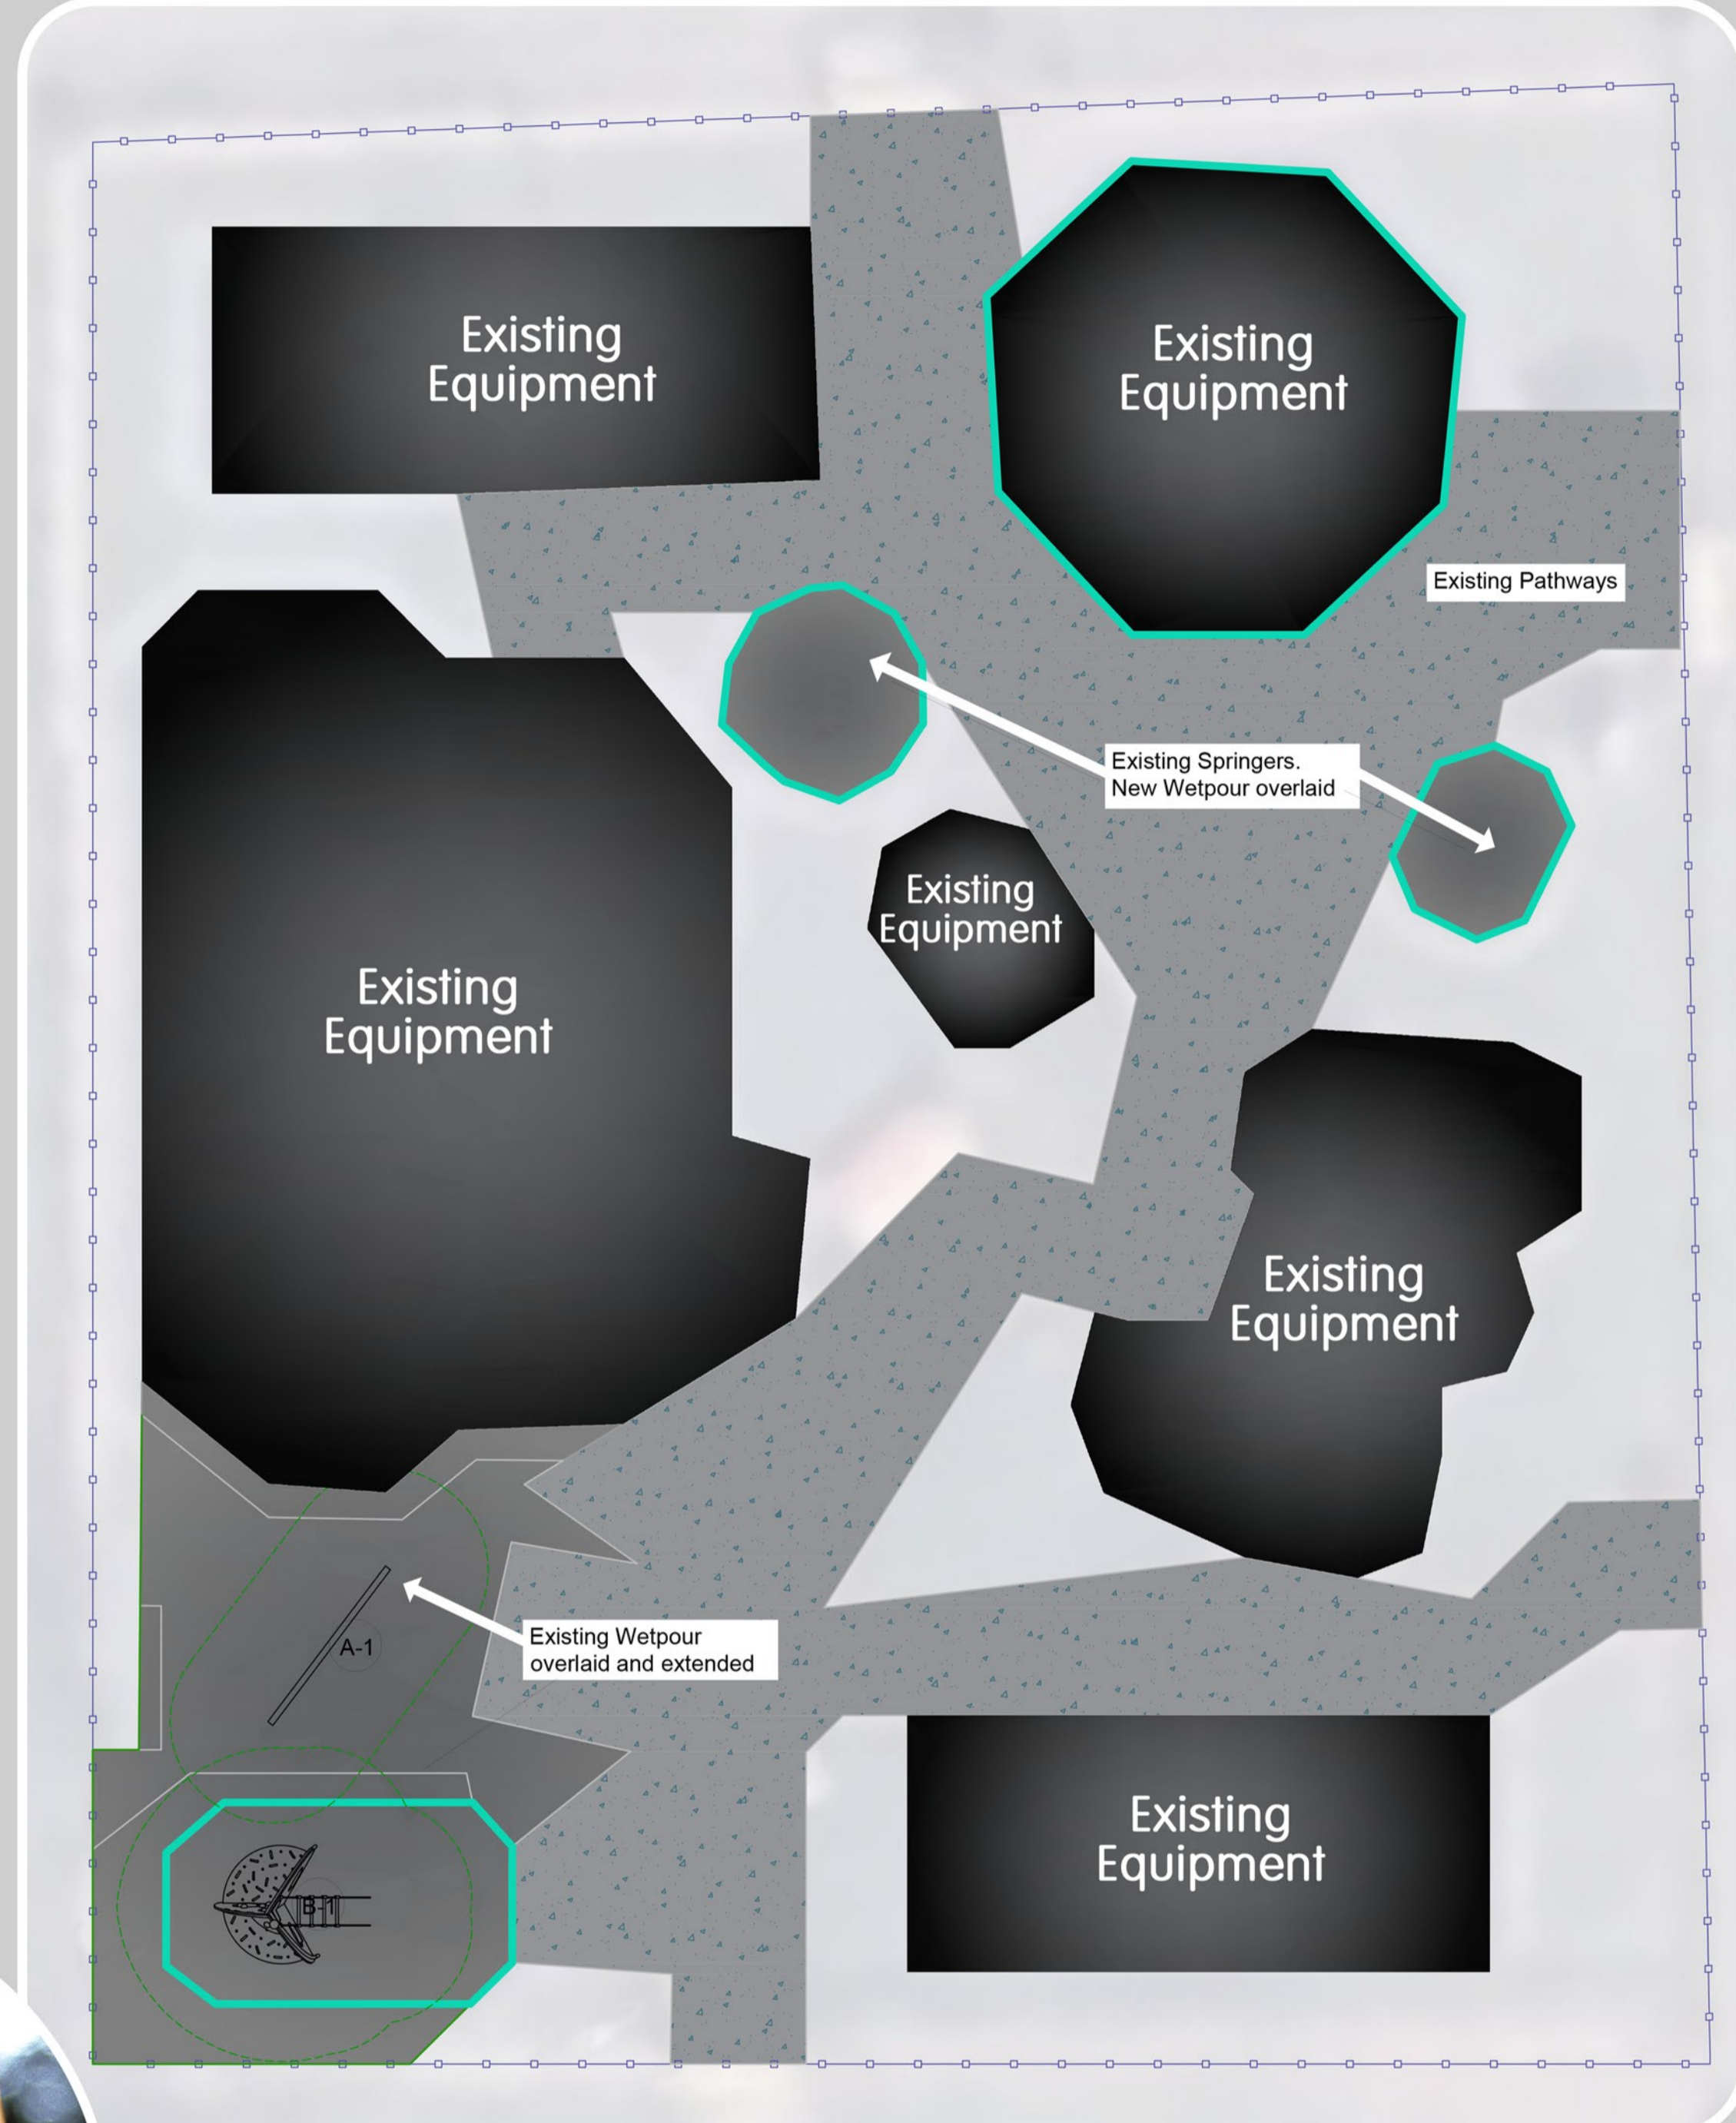 Existing
Equipment
Existing
Equipment
Existing Pathways
Existing Springers.
New Wetpour overlaid
Existing
Equipment
Existing
Equipment
Existing
Equipment
Existing Wetpour
overlaid and extended
A-1
Existing
Equipment
B-1